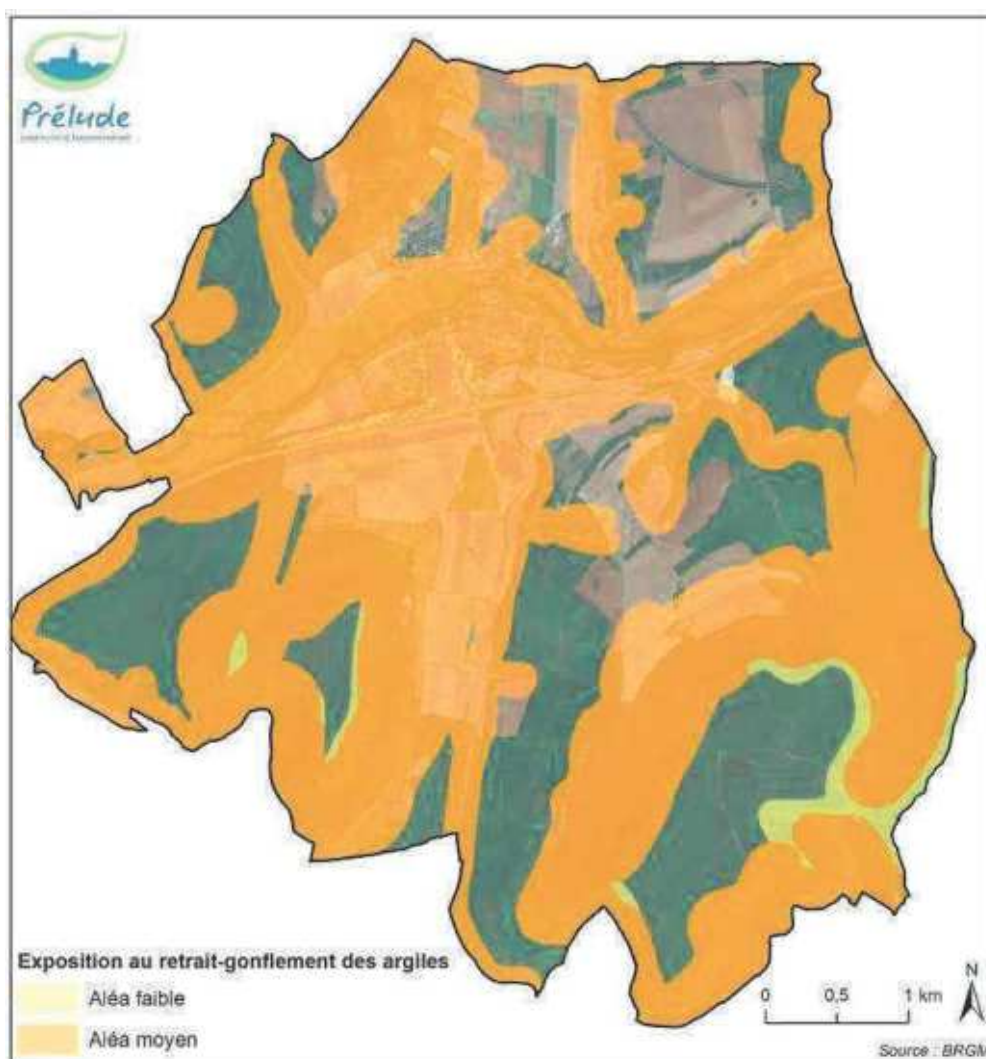 Prélude
Exposition au retrait-gonflement des argiles
Aléa faible
Aléa moyen
N
0 0,5 1 km
Source : BRGM